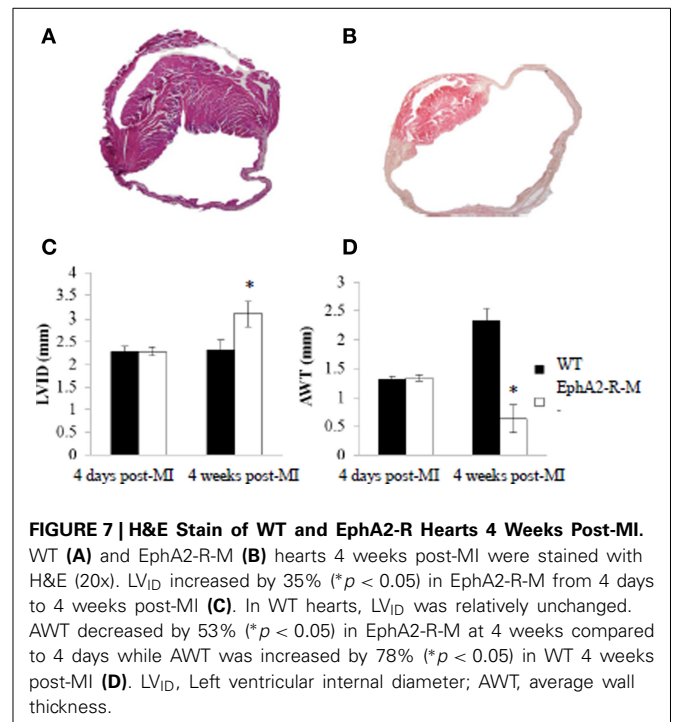 A
B
C
D
4
3.5
3
2.5
2
1.5
1
0.5
0
LVID (mm)
*
4 days post-MI 4 weeks post-MI
3
2.5
2
1.5
1
0.5
0
AWT (mm)
*
4 days post-MI 4 weeks post-MI
WT
EphA2-R-M
-
FIGURE 7 | H&E Stain of WT and EphA2-R Hearts 4 Weeks Post-MI.
WT (A) and EphA2-R-M (B) hearts 4 weeks post-MI were stained with
H&E (20x). LVID increased by 35% (*p < 0.05) in EphA2-R-M from 4 days
to 4 weeks post-MI (C). In WT hearts, LVID was relatively unchanged.
AWT decreased by 53% (*p < 0.05) in EphA2-R-M at 4 weeks compared
to 4 days while AWT was increased by 78% (*p < 0.05) in WT 4 weeks
post-MI (D). LVID, Left ventricular internal diameter; AWT, average wall
thickness.